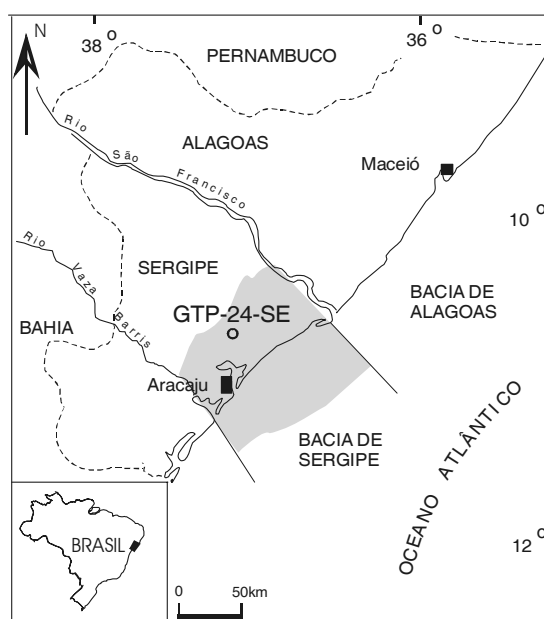 N
38 o
36 o
PERNAMBUCO
ALAGOAS
Rio São Francisco
Maceió
10 o
Rio Vaza Barris
SERGIPE
BACIA DE
ALAGOAS
GTP-24-SE
BAHIA
Aracaju
BACIA DE
SERGIPE
OCEANO ATLÂNTICO
BRASIL
12 o
0 50km